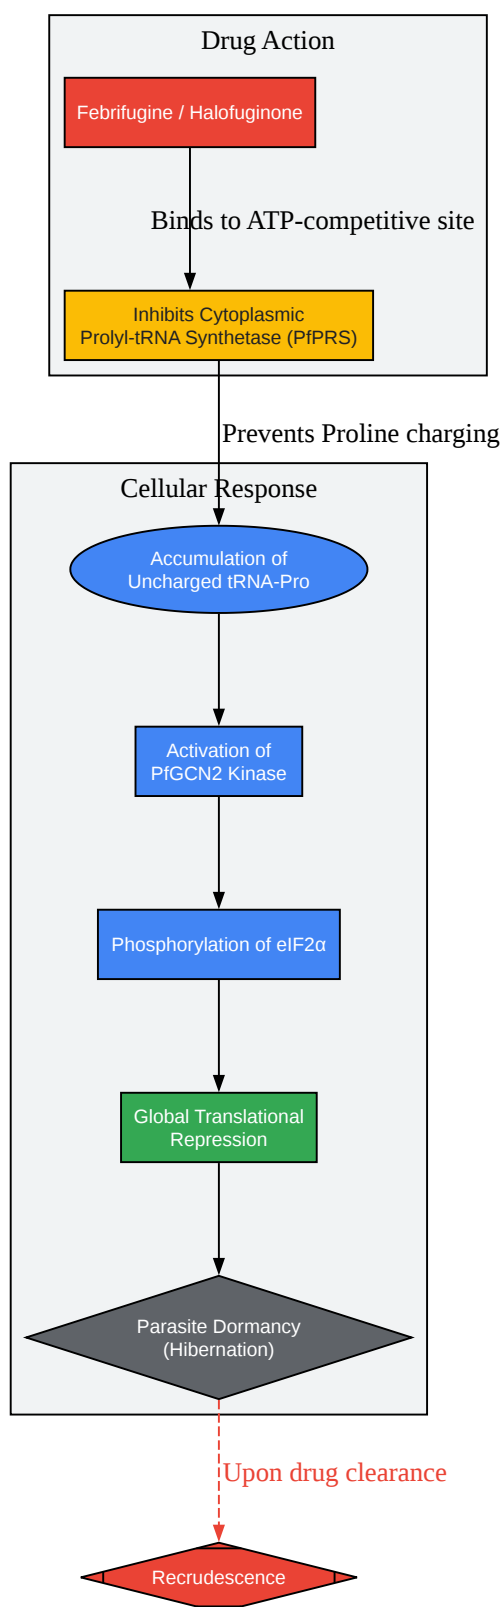 Drug Action
Febrifugine / Halofuginone
Binds to ATP-competitive site
Inhibits Cytoplasmic
Prolyl-tRNA Synthetase (PfPRS)
Prevents Proline charging
Cellular Response
Accumulation of
Uncharged tRNA-Pro
Activation of
PfGCN2 Kinase
Phosphorylation of eIF2α
Global Translational
Repression
Parasite Dormancy
(Hibernation)
Upon drug clearance
Recrudescence